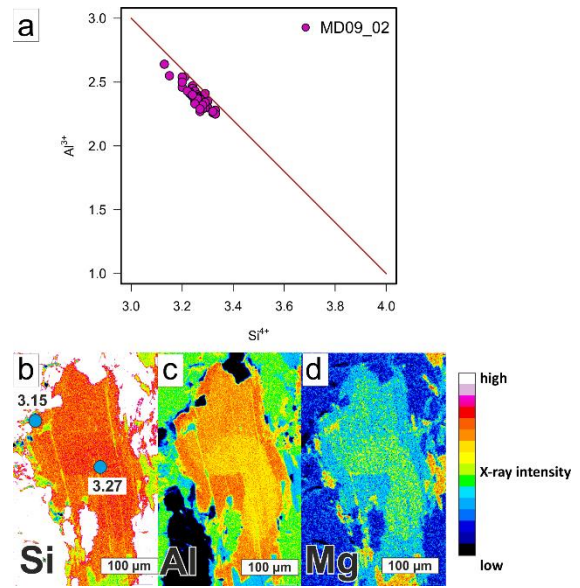 a
MD09_02
3.0
2.5
2.0
1.5
1.0
Al3+
3.0 3.2 3.4 3.6 3.8 4.0
Si4+
b
3.15
3.27
Si
100 µm
c
Al
100 µm
d
Mg
100 µm
high
X-ray intensity
low